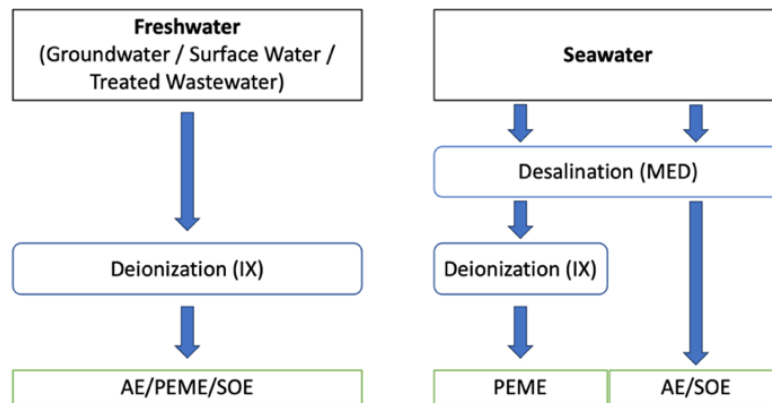 Freshwater
(Groundwater / Surface Water /
Treated Wastewater)
Deionization (IX)
AE/PEME/SOE
Seawater
Desalination (MED)
Deionization (IX)
PEME
AE/SOE